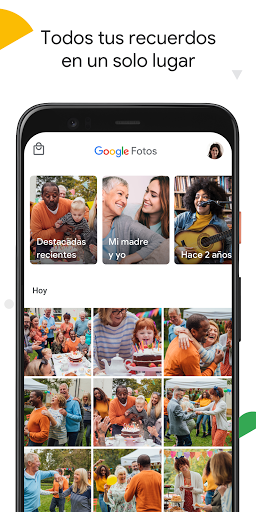 Todos tus recuerdos
en un solo lugar
Google Fotos
Destacadas
recientes
Mi madre
y yo
Hace 2 años
Hoy